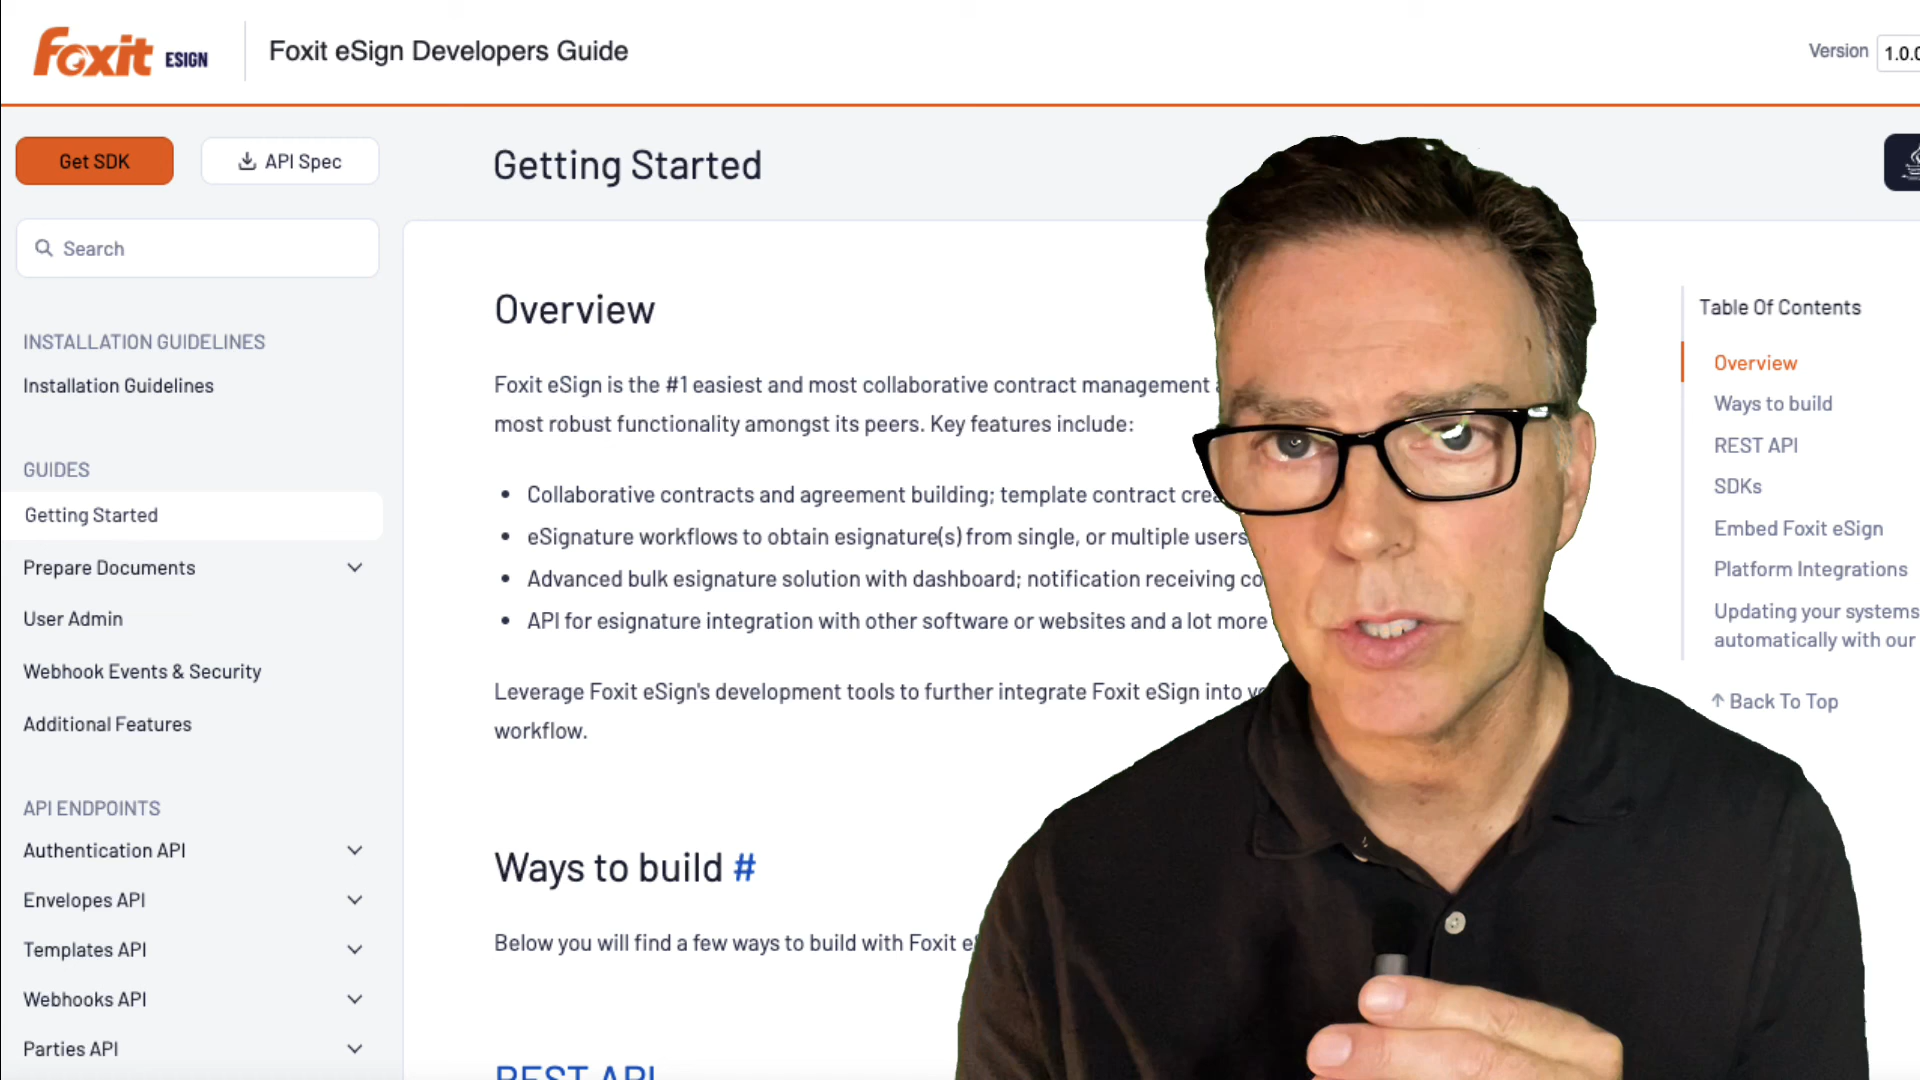 Foxit ESIGN
Foxit eSign Developers Guide
Version 1.0.0
Get SDK
API Spec
Search
INSTALLATION GUIDELINES
Installation Guidelines
GUIDES
Getting Started
Prepare Documents
User Admin
Webhook Events & Security
Additional Features
API ENDPOINTS
Authentication API
Envelopes API
Templates API
Webhooks API
Parties API
Getting Started
Overview
Foxit eSign is the #1 easiest and most collaborative contract management
most robust functionality amongst its peers. Key features include:
• Collaborative contracts and agreement building; template contract
• eSignature workflows to obtain esignature(s) from single, or multiple users
• Advanced bulk esignature solution with dashboard; notification receiving
• API for esignature integration with other software or websites and a lot more
Leverage Foxit eSign's development tools to further integrate Foxit eSign into
workflow.
Ways to build #
Below you will find a few ways to build with Foxit
REST API
Table Of Contents
Overview
Ways to build
REST API
SDKs
Embed Foxit eSign
Platform Integrations
Updating your systems
automatically with our
↑ Back To Top